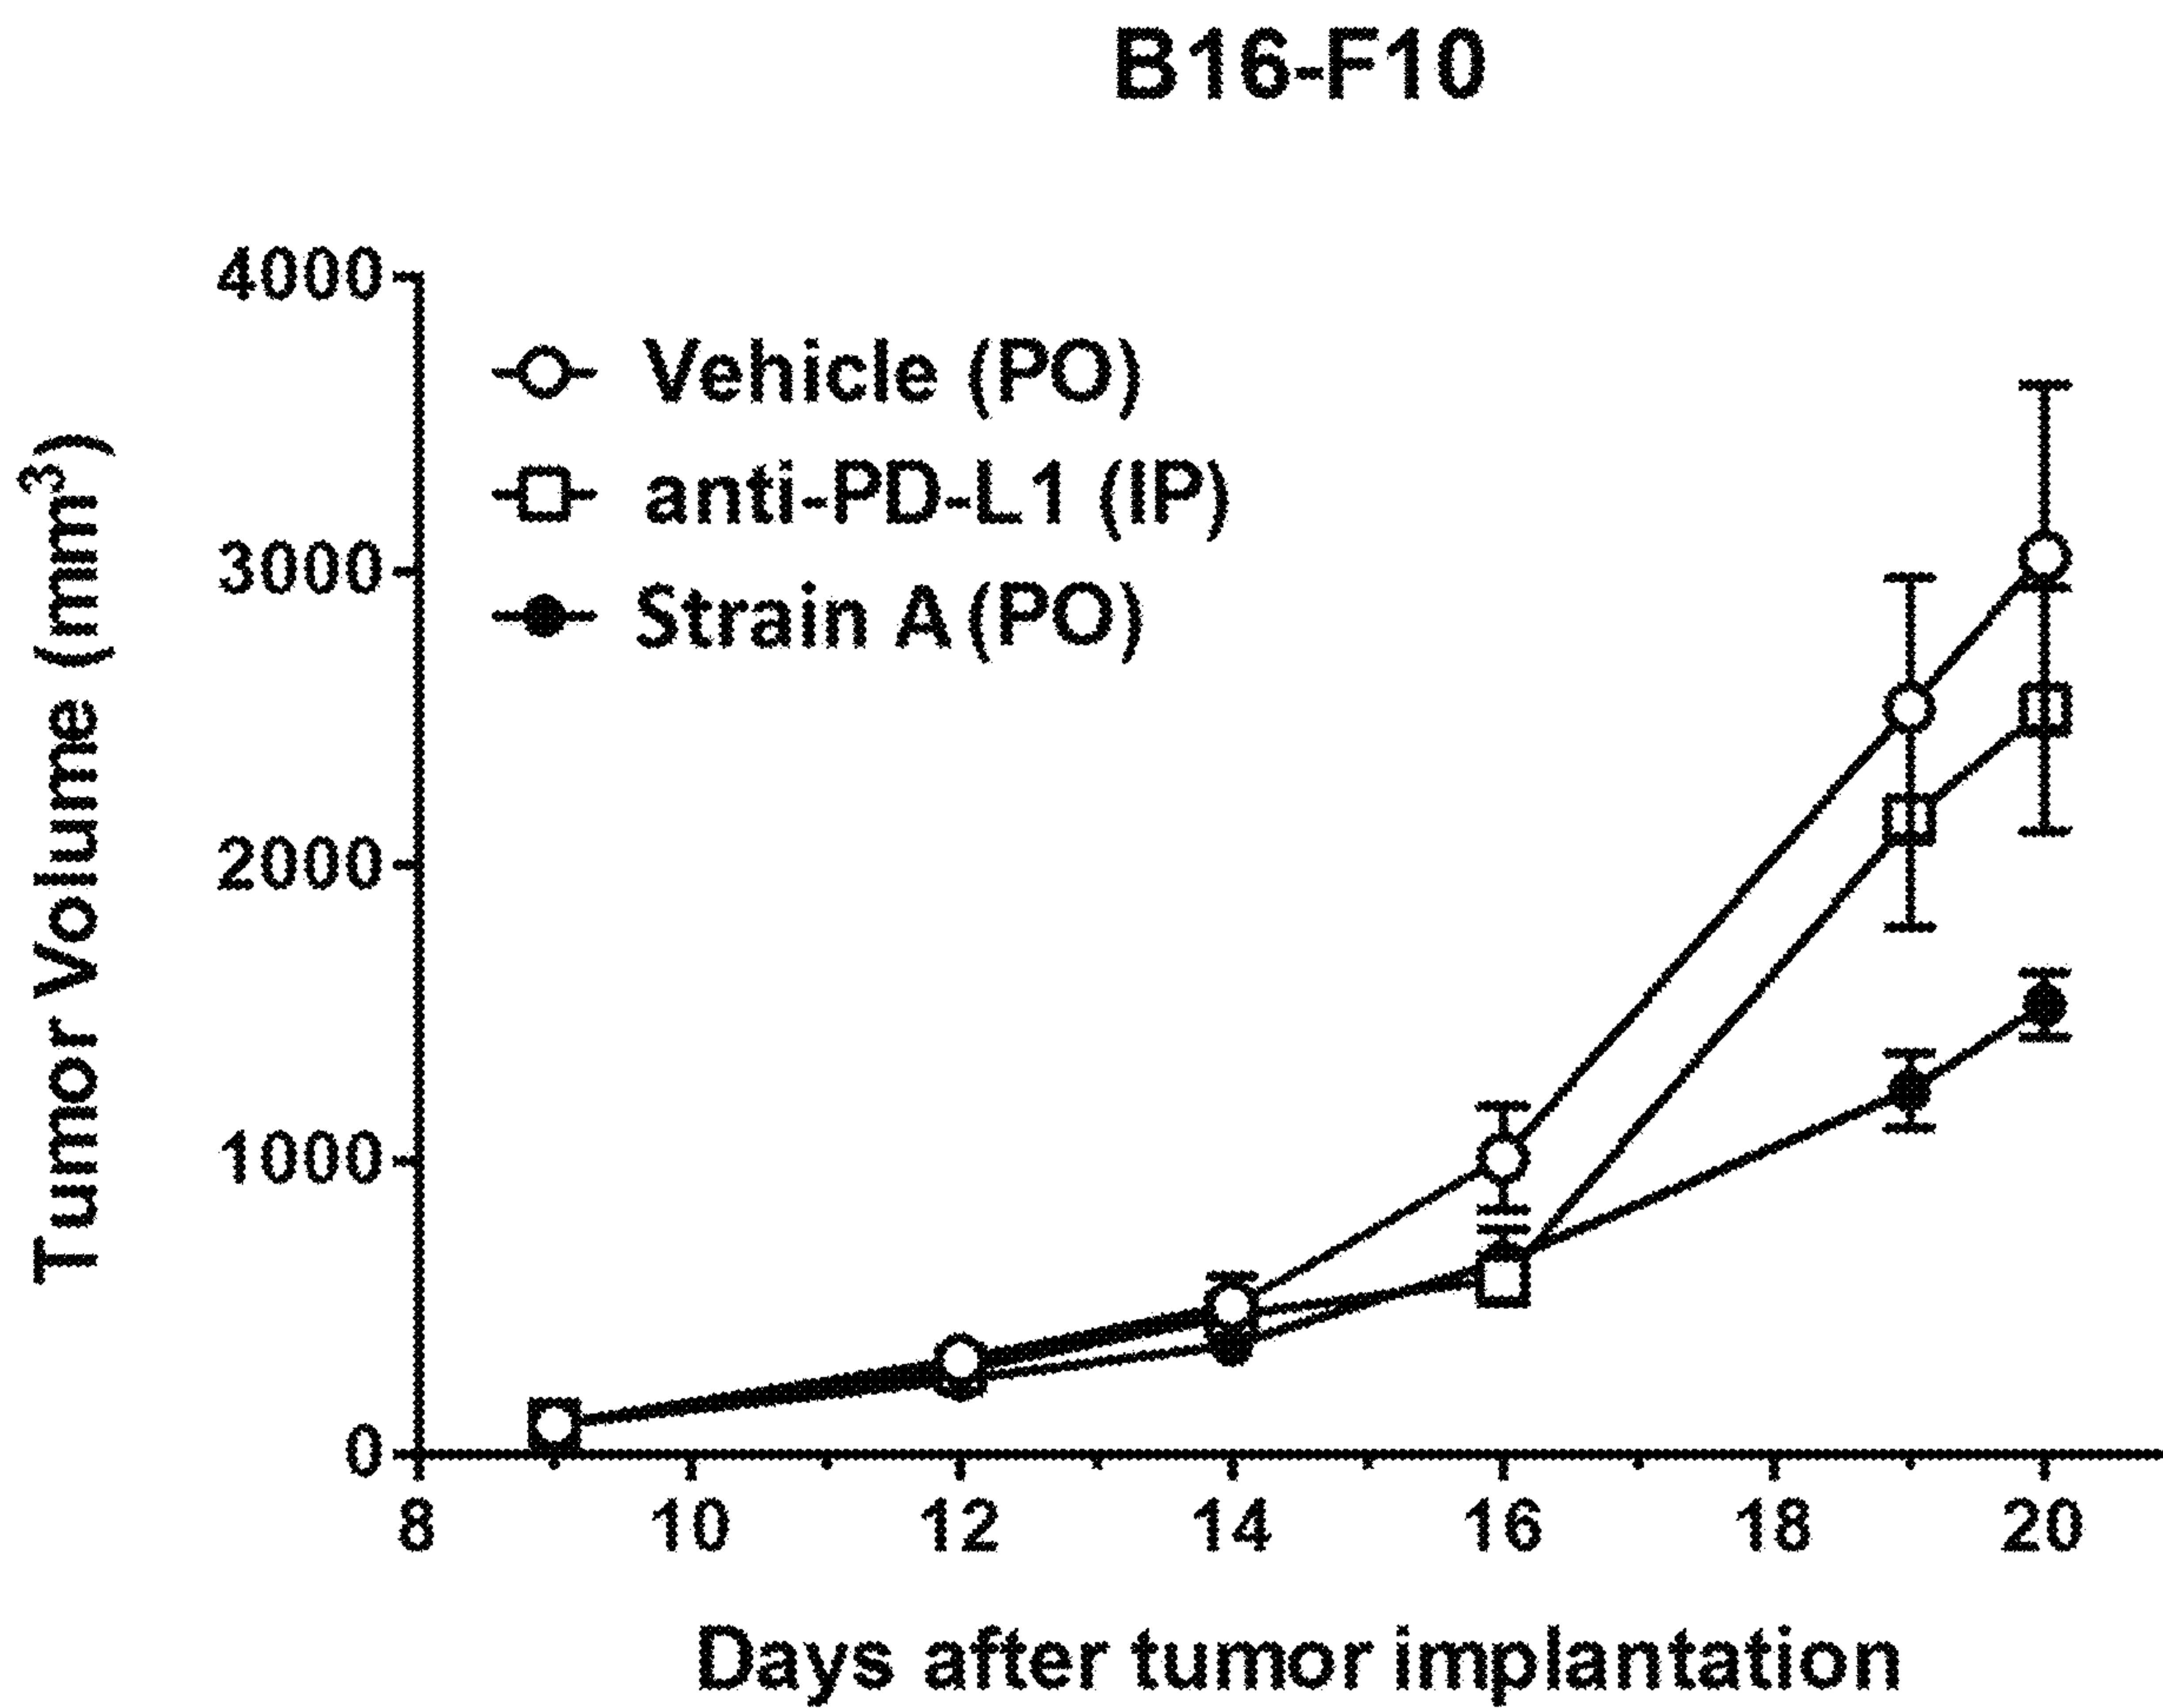 B16-F10
4000
3000
2000
1000
0
Tumor Volume (mm³)
Vehicle (PO)
anti-PD-L1 (IP)
Strain A (PO)
8 10 12 14 16 18 20
Days after tumor implantation